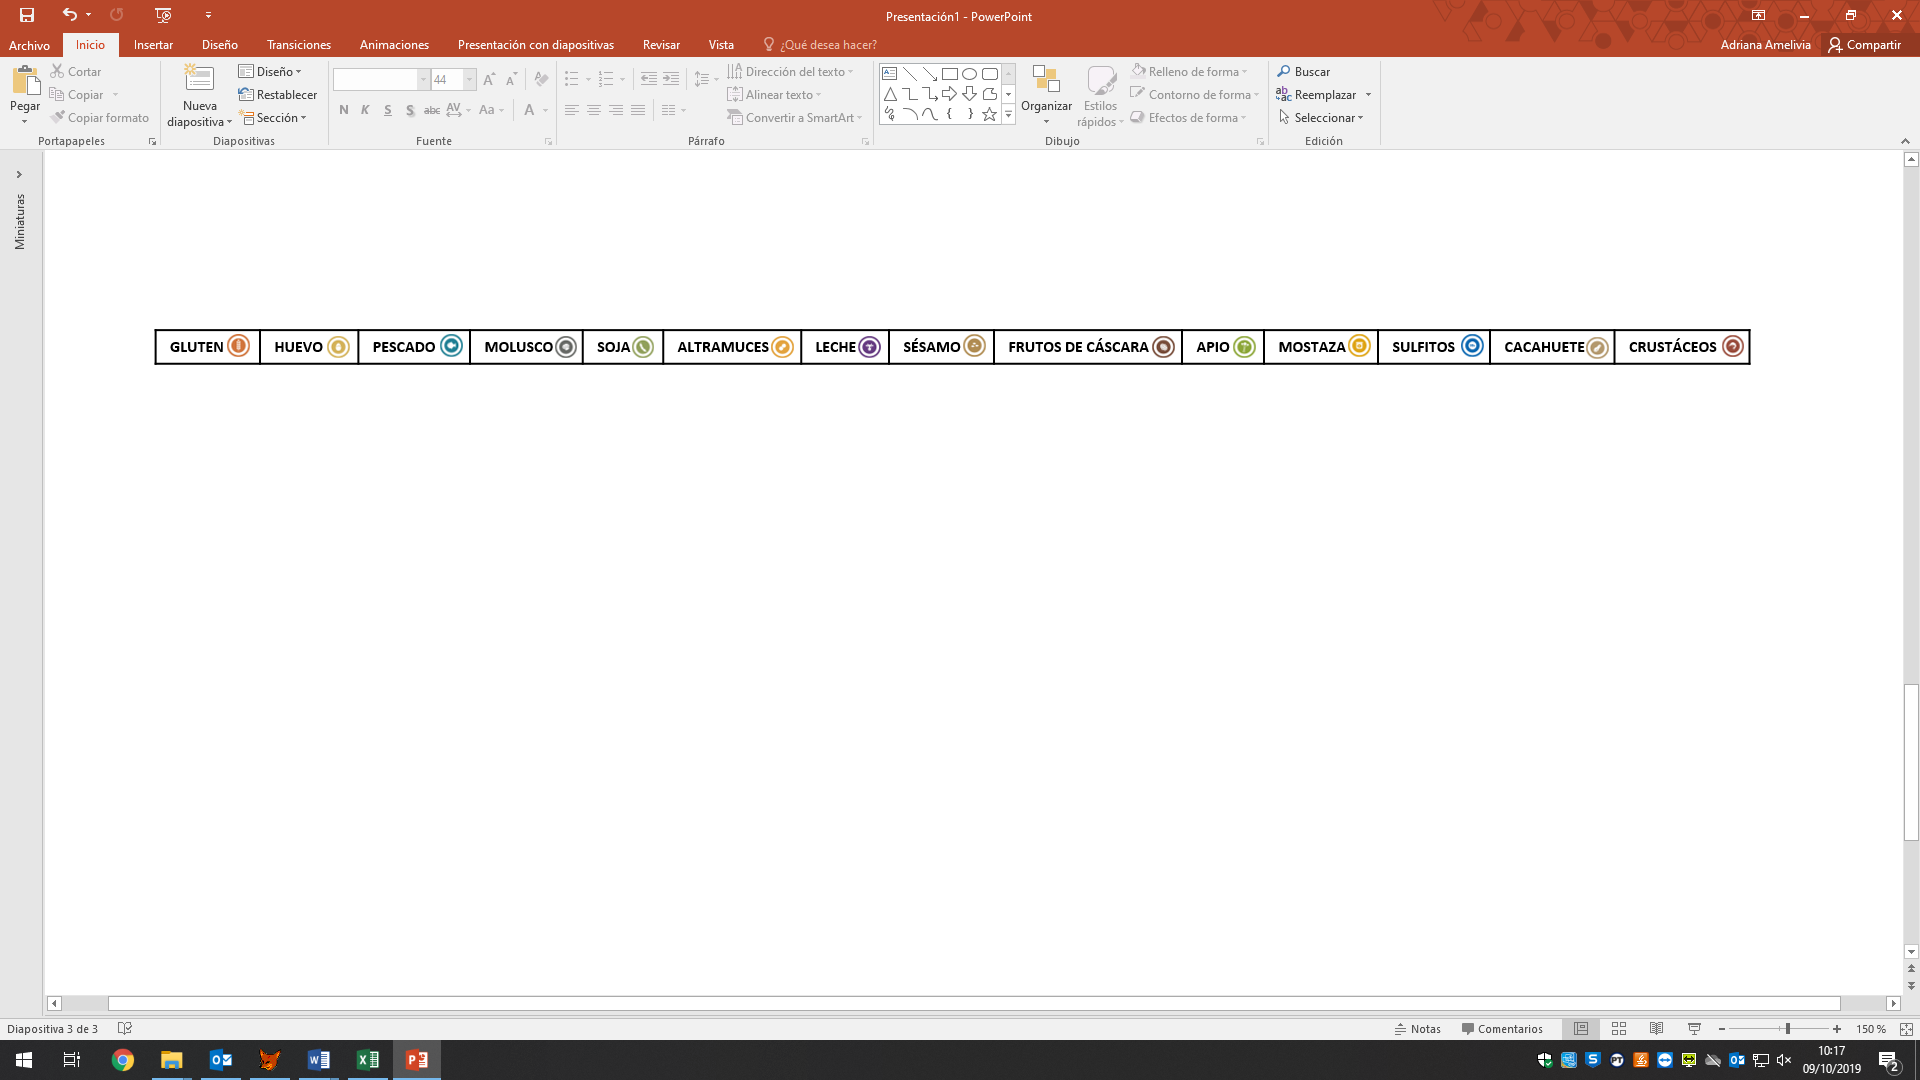 Presentación1 - PowerPoint
Archivo Inicio Insertar Diseño Transiciones Animaciones Presentación con diapositivas Revisar Vista ¿Qué desea hacer? Adriana Amelivia Compartir
Pegar
Cortar
Copiar
Copiar formato
Portapapeles
Nueva diapositiva
Diseño
Restablecer
Sección
Diapositivas
44
N K S S abc AV Aa A
Fuente
Dirección del texto
Alinear texto
Convertir a SmartArt
Párrafo
Organizar
Estilos rápidos
Relleno de forma
Contorno de forma
Efectos de forma
Dibujo
Buscar
Reemplazar
Seleccionar
Edición
Miniaturas
GLUTEN HUEVO PESCADO MOLUSCO SOJA ALTRAMUCES LECHE SÉSAMO FRUTOS DE CÁSCARA APIO MOSTAZA SULFITOS CACAHUETE CRUSTÁCEOS
Diapositiva 3 de 3 Notas Comentarios 150 %
10:17
09/10/2019
2